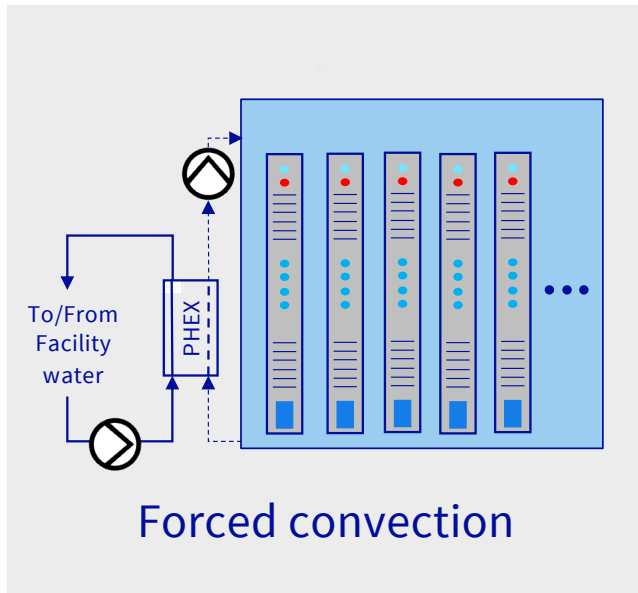 To/From
Facility
water
PHEX
Forced convection